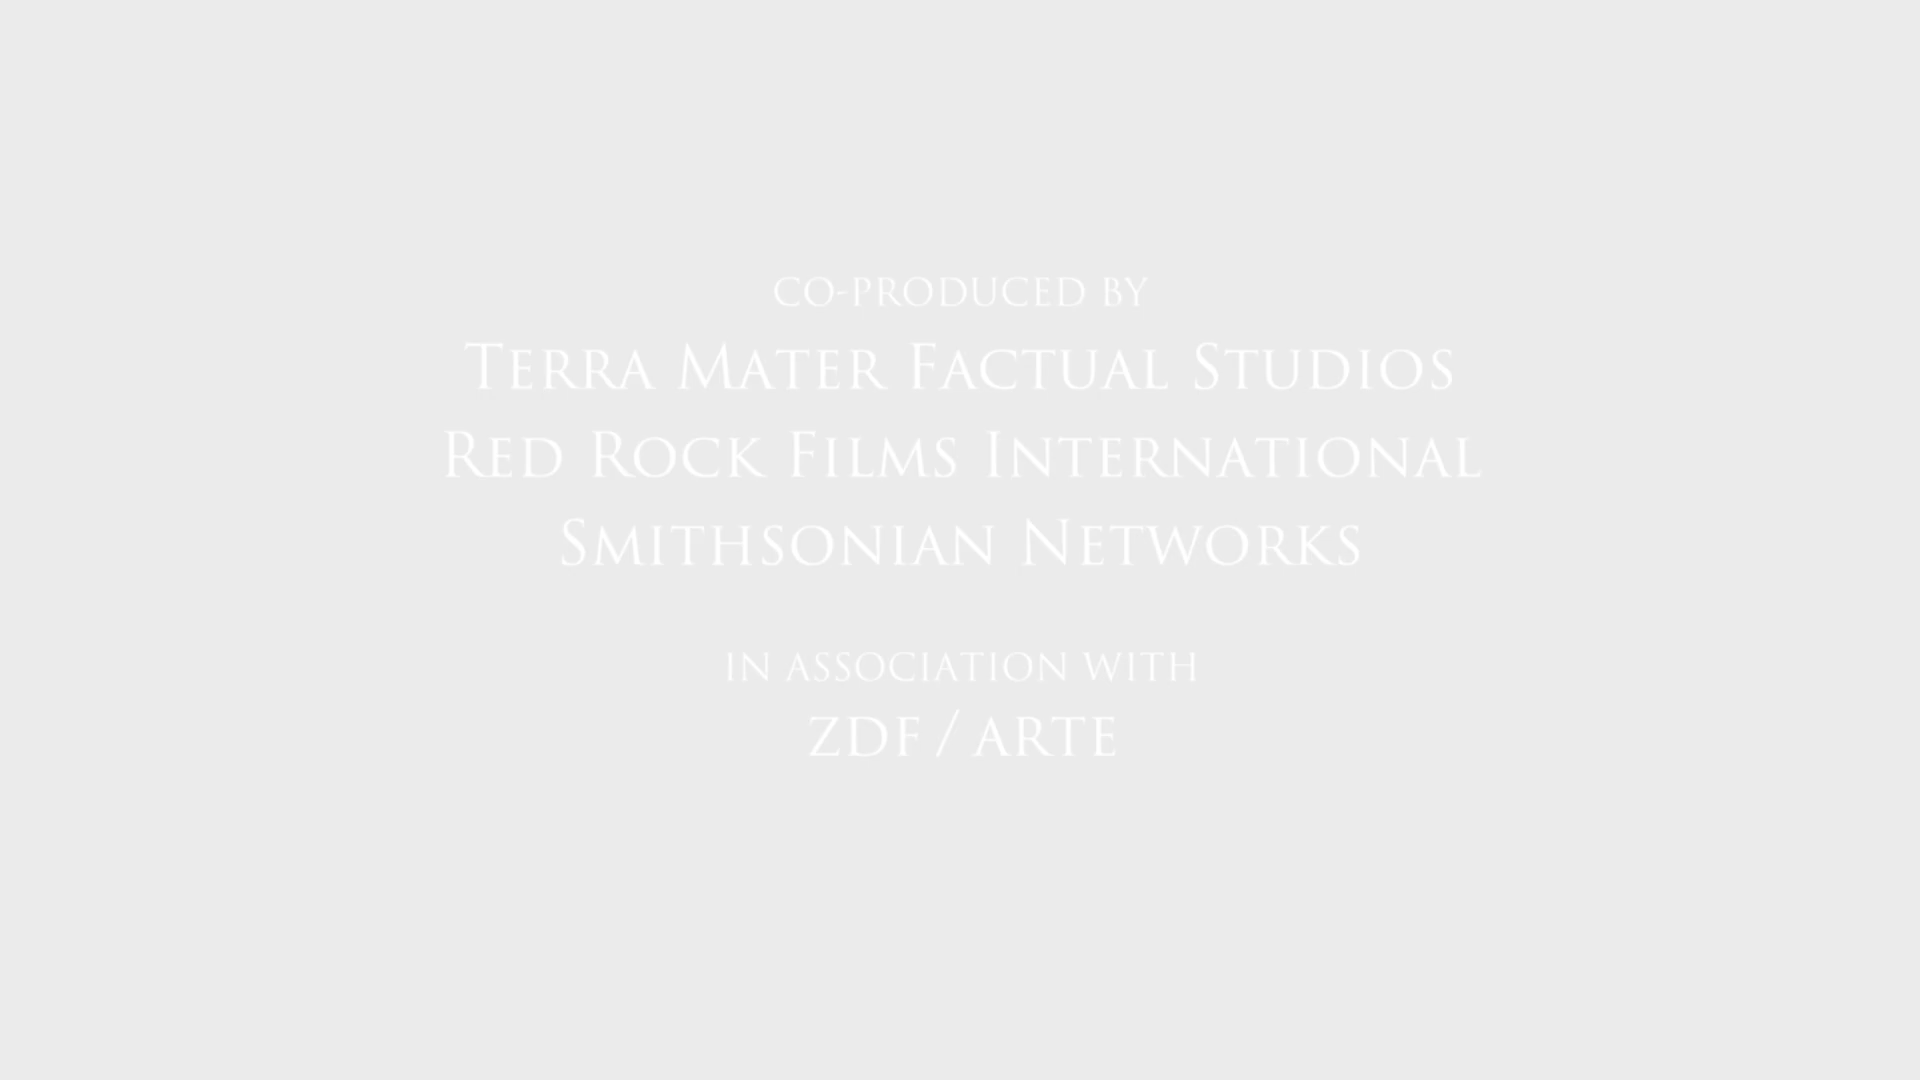 CO-PRODUCED BY
TERRA MATER FACTUAL STUDIOS
RED ROCK FILMS INTERNATIONAL
SMITHSONIAN NETWORKS
IN ASSOCIATION WITH
ZDF / ARTE